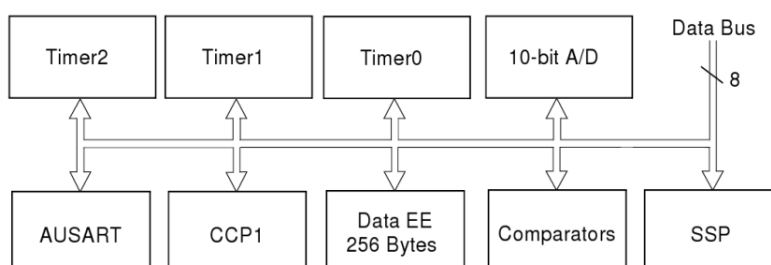 Timer2
Timer1
Timer0
10-bit A/D
Data Bus
8
AUSART
CCP1
Data EE
256 Bytes
Comparators
SSP